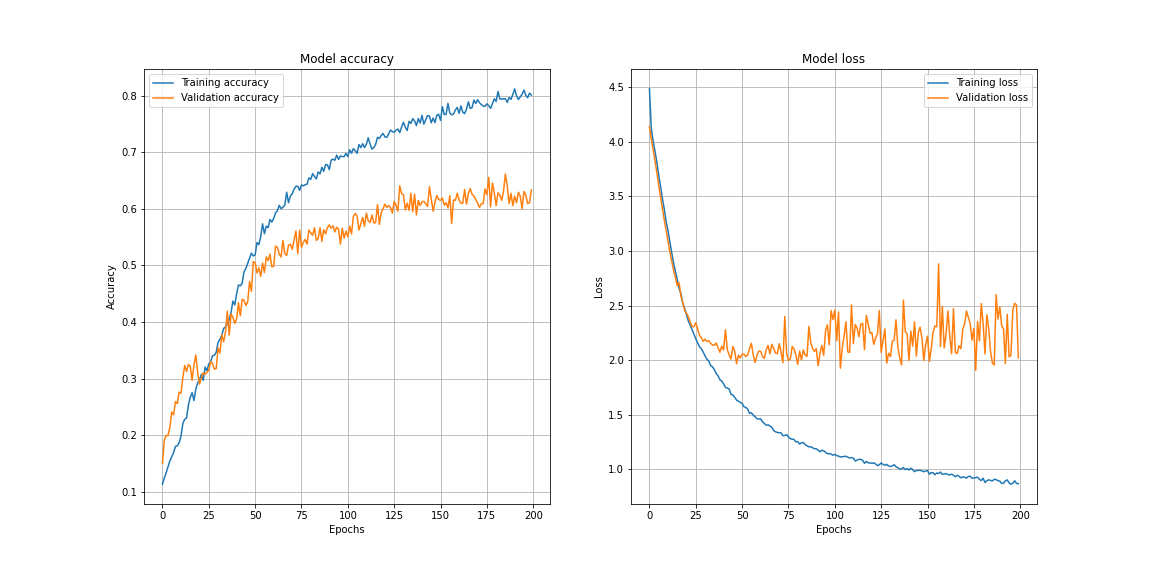 Model accuracy
Training accuracy
Validation accuracy
0.8
0.7
0.6
0.5
0.4
0.3
0.2
0.1
Accuracy
0 25 50 75 100 125 150 175 200
Epochs
Model loss
Training loss
Validation loss
4.5
4.0
3.5
3.0
2.5
2.0
1.5
1.0
Loss
0 25 50 75 100 125 150 175 200
Epochs